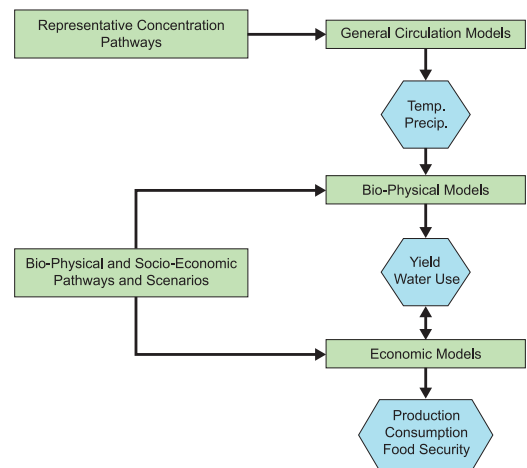 Representative Concentration
Pathways
General Circulation Models
Temp.
Precip.
Bio-Physical Models
Bio-Physical and Socio-Economic
Pathways and Scenarios
Yield
Water Use
Economic Models
Production
Consumption
Food Security